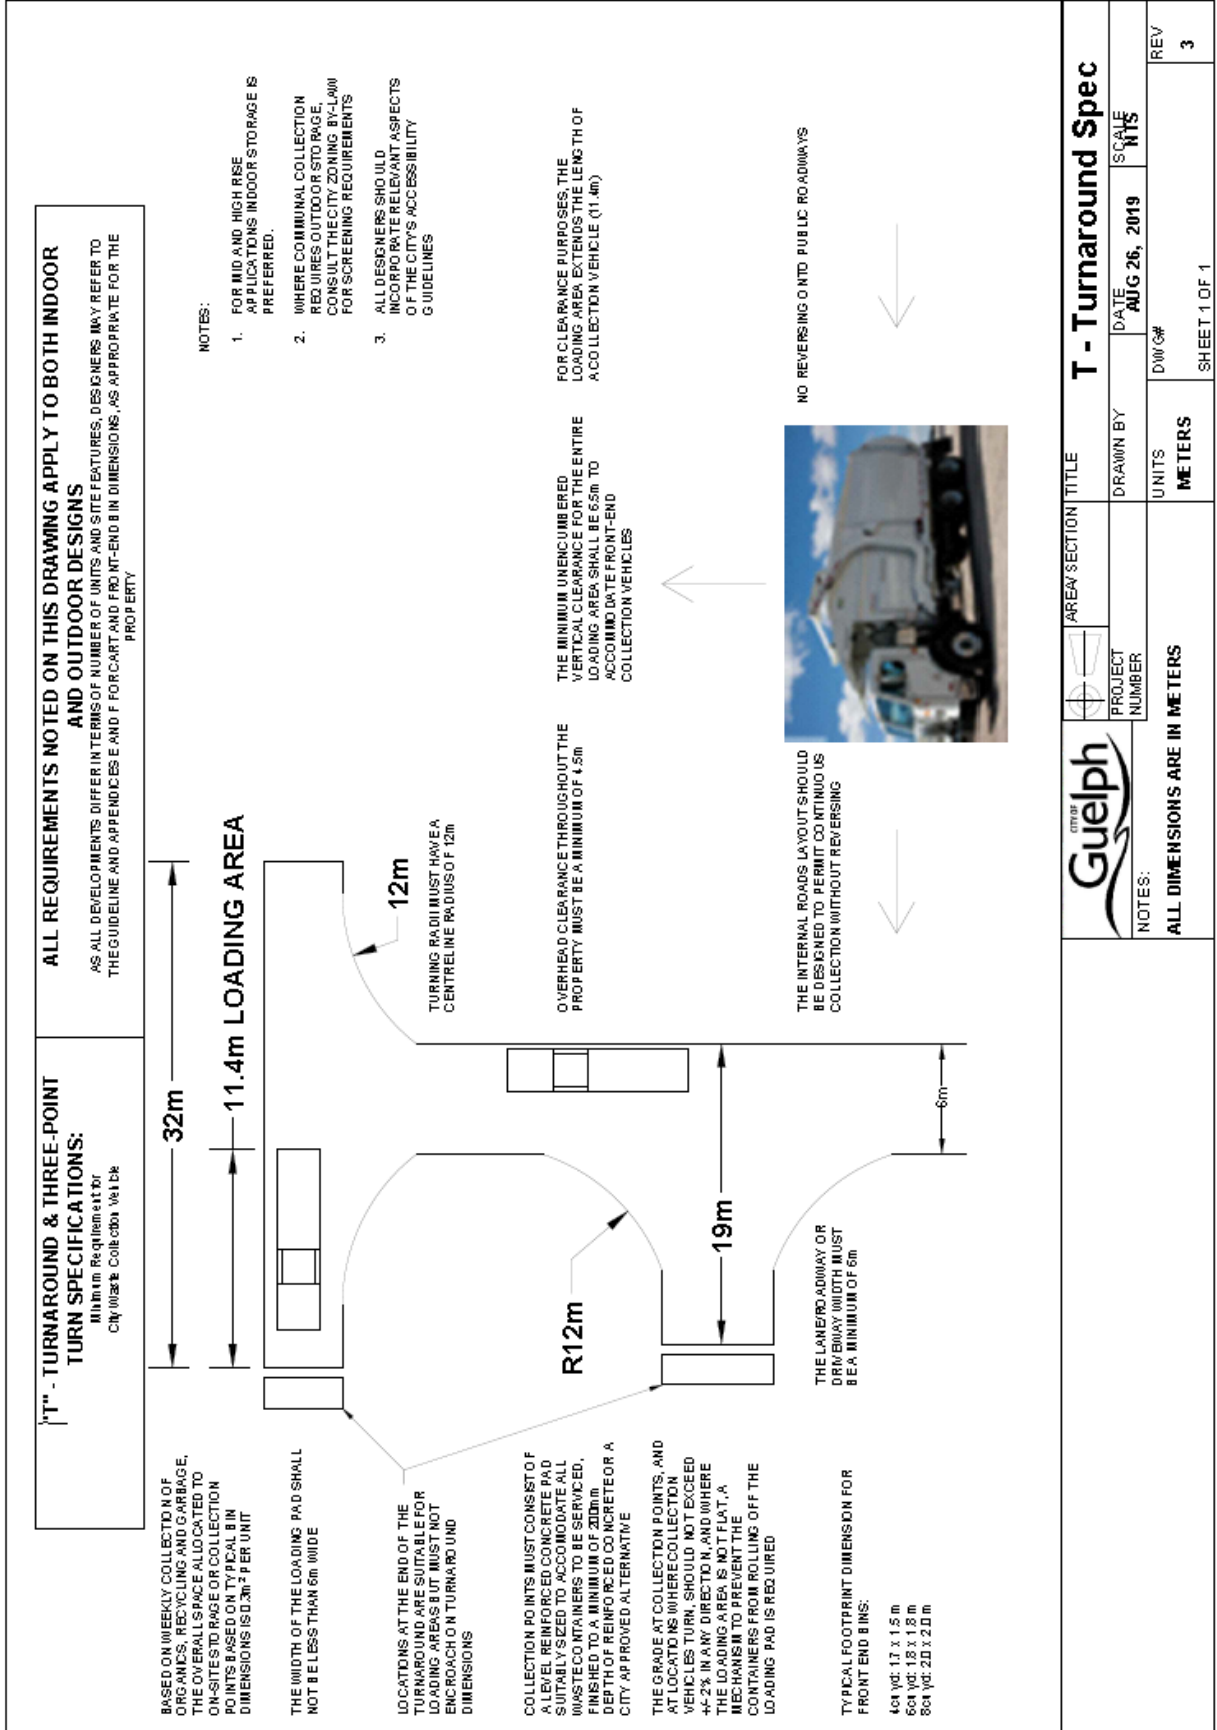 "T" - TURNAROUND & THREE-POINT
TURN SPECIFICATIONS:
Minimum Requirement for
City Waste Collection Vehicle
ALL REQUIREMENTS NOTED ON THIS DRAWING APPLY TO BOTH INDOOR
AND OUTDOOR DESIGNS
AS ALL DEVELOPMENTS DIFFER IN TERMS OF NUMBER OF UNITS AND SITE FEATURES, DESIGNERS MAY REFER TO
THE GUIDELINE AND APPENDICES E AND F FOR CART AND FRONT-END BIN DIMENSIONS, AS APPROPRIATE FOR THE
PROPERTY
BASED ON WEEKLY COLLECTION OF
ORGANICS, RECYCLING AND GARBAGE,
THE OVERALL SPACE ALLOCATED TO
ON-SITE STORAGE OR COLLECTION
POINTS BASED ON TYPICAL BIN
DIMENSIONS IS 0.3m² PER UNIT
THE WIDTH OF THE LOADING PAD SHALL
NOT BE LESS THAN 6m WIDE
LOCATIONS AT THE END OF THE
TURNAROUND ARE SUITABLE FOR
LOADING AREAS BUT MUST NOT
ENCROACH ON TURNAROUND
DIMENSIONS
COLLECTION POINTS MUST CONSIST OF
A LEVEL REINFORCED CONCRETE PAD
SUITABLY SIZED TO ACCOMODATE ALL
WASTE CONTAINERS TO BE SERVICED,
FINISHED TO A MINIMUM OF 200mm
DEPTH OF REINFORCED CONCRETE OR A
CITY APPROVED ALTERNATIVE
THE GRADE AT COLLECTION POINTS, AND
AT LOCATIONS WHERE COLLECTION
VEHICLES TURN, SHOULD NOT EXCEED
+/-2% IN ANY DIRECTION, AND WHERE
THE LOADING AREA IS NOT FLAT, A
MECHANISM TO PREVENT THE
CONTAINERS FROM ROLLING OFF THE
LOADING PAD IS REQUIRED
TYPICAL FOOTPRINT DIMENSION FOR
FRONT END BINS:
4cu yd: 1.7 x 1.5 m
6cu yd: 1.8 x 1.8 m
8cu yd: 2.0 x 2.0 m
32m
11.4m LOADING AREA
12m
R12m
19m
6m
THE LANE/ROADWAY OR
DRIVEWAY WIDTH MUST
BE A MINIMUM OF 6m
TURNING RADII MUST HAVE A
CENTRELINE RADIUS OF 12m
OVERHEAD CLEARANCE THROUGHOUT THE
PROPERTY MUST BE A MINIMUM OF 4.5m
THE INTERNAL ROADS LAYOUT SHOULD
BE DESIGNED TO PERMIT CONTINUOUS
COLLECTION WITHOUT REVERSING
THE MINIMUM UNENCUMBERED
VERTICAL CLEARANCE FOR THE ENTIRE
LOADING AREA SHALL BE 6.5m TO
ACCOMMODATE FRONT-END
COLLECTION VEHICLES
NOTES:
1. FOR MID AND HIGH RISE
APPLICATIONS INDOOR STORAGE IS
PREFERRED.
2. WHERE COMMUNAL COLLECTION
REQUIRES OUTDOOR STORAGE,
CONSULT THE CITY ZONING BY-LAW
FOR SCREENING REQUIREMENTS
3. ALL DESIGNERS SHOULD
INCORPORATE RELEVANT ASPECTS
OF THE CITY'S ACCESSIBILITY
GUIDELINES
FOR CLEARANCE PURPOSES, THE
LOADING AREA EXTENDS THE LENGTH OF
A COLLECTION VEHICLE (11.4m)
NO REVERSING ONTO PUBLIC ROADWAYS
CITY OF
Guelph
NOTES:
ALL DIMENSIONS ARE IN METERS
AREA/SECTION
PROJECT
NUMBER
TITLE
T - Turnaround Spec
DRAWN BY
DATE
AUG 26, 2019
SCALE
NTS
UNITS
METERS
DWG#
SHEET 1 OF 1
REV
3